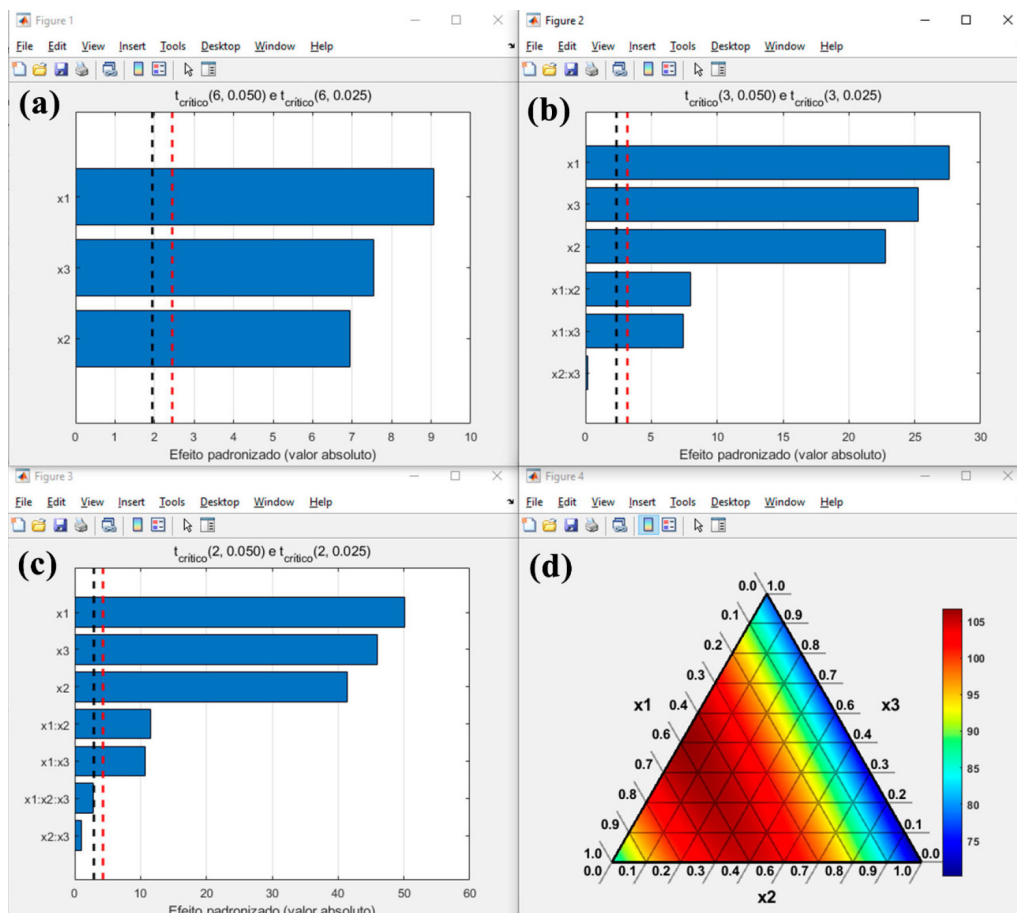 Figure 1
File Edit View Insert Tools Desktop Window Help
(a)
t_crítico(6, 0.050) e t_crítico(6, 0.025)
x1
x3
x2
0 1 2 3 4 5 6 7 8 9 10
Efeito padronizado (valor absoluto)
Figure 2
File Edit View Insert Tools Desktop Window Help
(b)
t_crítico(3, 0.050) e t_crítico(3, 0.025)
x1
x3
x2
x1:x2
x1:x3
x2:x3
0 5 10 15 20 25 30
Efeito padronizado (valor absoluto)
Figure 3
File Edit View Insert Tools Desktop Window Help
(c)
t_crítico(2, 0.050) e t_crítico(2, 0.025)
x1
x3
x2
x1:x2
x1:x3
x1:x2:x3
x2:x3
0 10 20 30 40 50 60
Efeito padronizado (valor absoluto)
Figure 4
File Edit View Insert Tools Desktop Window Help
(d)
0.0 1.0
0.1 0.9
0.2 0.8
0.3 0.7
x1 0.4 0.6 x3
0.6 0.4
0.7 0.3
0.8 0.2
0.9 0.1
1.0 0.0
0.0 0.1 0.2 0.3 0.4 0.6 0.7 0.8 0.9 1.0
x2
105
100
95
90
85
80
75